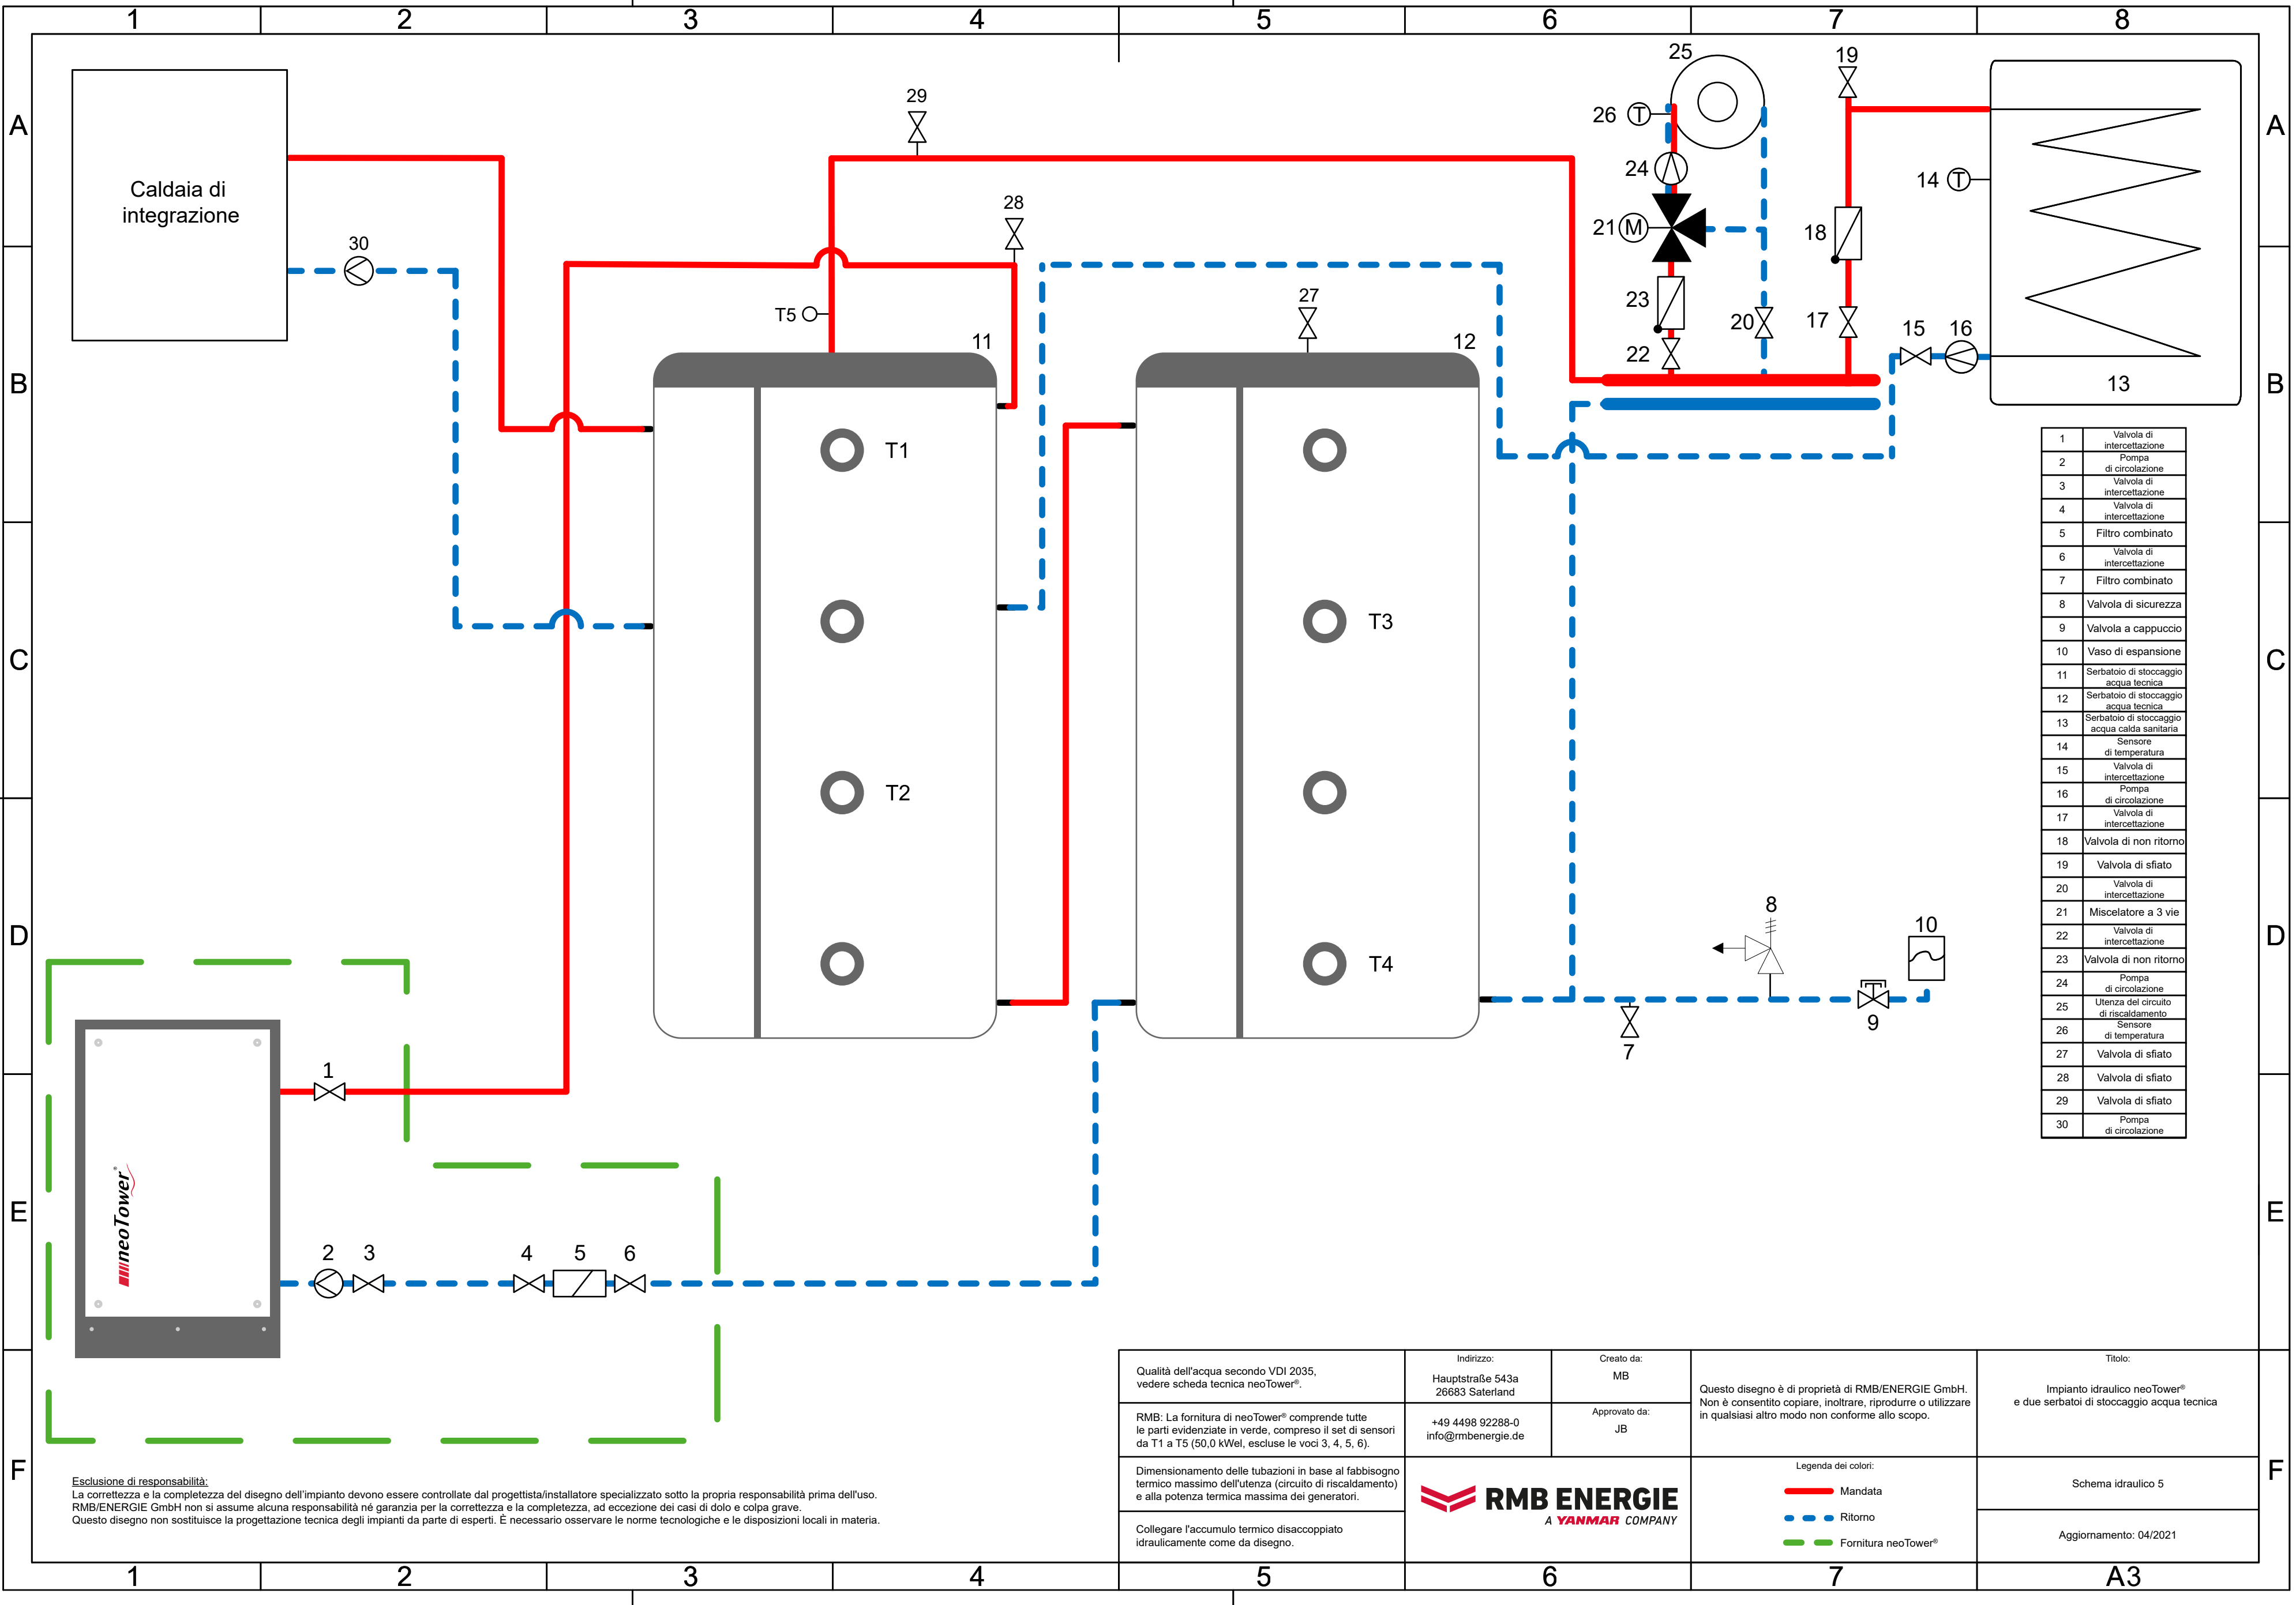 1 2 3 4 5 6 7 8
A
B
C
D
E
F
A
B
C
D
E
F
Caldaia di
integrazione
30
29
28
T5
11
27
12
T1
T2
T3
T4
25
26 T
24
21 M
23
22
20
19
18
17
14 T
15 16
13
8
10
7
9
1
2 3 4 5 6
neoTower®
1 Valvola di
intercettazione
2 Pompa
di circolazione
3 Valvola di
intercettazione
4 Valvola di
intercettazione
5 Filtro combinato
6 Valvola di
intercettazione
7 Filtro combinato
8 Valvola di sicurezza
9 Valvola a cappuccio
10 Vaso di espansione
11 Serbatoio di stoccaggio
acqua tecnica
12 Serbatoio di stoccaggio
acqua tecnica
13 Serbatoio di stoccaggio
acqua calda sanitaria
14 Sensore
di temperatura
15 Valvola di
intercettazione
16 Pompa
di circolazione
17 Valvola di
intercettazione
18 Valvola di non ritorno
19 Valvola di sfiato
20 Valvola di
intercettazione
21 Miscelatore a 3 vie
22 Valvola di
intercettazione
23 Valvola di non ritorno
24 Pompa
di circolazione
25 Utenza del circuito
di riscaldamento
26 Sensore
di temperatura
27 Valvola di sfiato
28 Valvola di sfiato
29 Valvola di sfiato
30 Pompa
di circolazione
Esclusione di responsabilità:
La correttezza e la completezza del disegno dell'impianto devono essere controllate dal progettista/installatore specializzato sotto la propria responsabilità prima dell'uso.
RMB/ENERGIE GmbH non si assume alcuna responsabilità né garanzia per la correttezza e la completezza, ad eccezione dei casi di dolo e colpa grave.
Questo disegno non sostituisce la progettazione tecnica degli impianti da parte di esperti. È necessario osservare le norme tecnologiche e le disposizioni locali in materia.
Qualità dell'acqua secondo VDI 2035,
vedere scheda tecnica neoTower®.
RMB: La fornitura di neoTower® comprende tutte
le parti evidenziate in verde, compreso il set di sensori
da T1 a T5 (50,0 kWel, escluse le voci 3, 4, 5, 6).
Dimensionamento delle tubazioni in base al fabbisogno
termico massimo dell'utenza (circuito di riscaldamento)
e alla potenza termica massima dei generatori.
Collegare l'accumulo termico disaccoppiato
idraulicamente come da disegno.
Indirizzo:
Hauptstraße 543a
26683 Saterland
+49 4498 92288-0
info@rmbenergie.de
Creato da:
MB
Approvato da:
JB
RMB ENERGIE
A YANMAR COMPANY
Questo disegno è di proprietà di RMB/ENERGIE GmbH.
Non è consentito copiare, inoltrare, riprodurre o utilizzare
in qualsiasi altro modo non conforme allo scopo.
Legenda dei colori:
Mandata
Ritorno
Fornitura neoTower®
Titolo:
Impianto idraulico neoTower®
e due serbatoi di stoccaggio acqua tecnica
Schema idraulico 5
Aggiornamento: 04/2021
1 2 3 4 5 6 7 A3